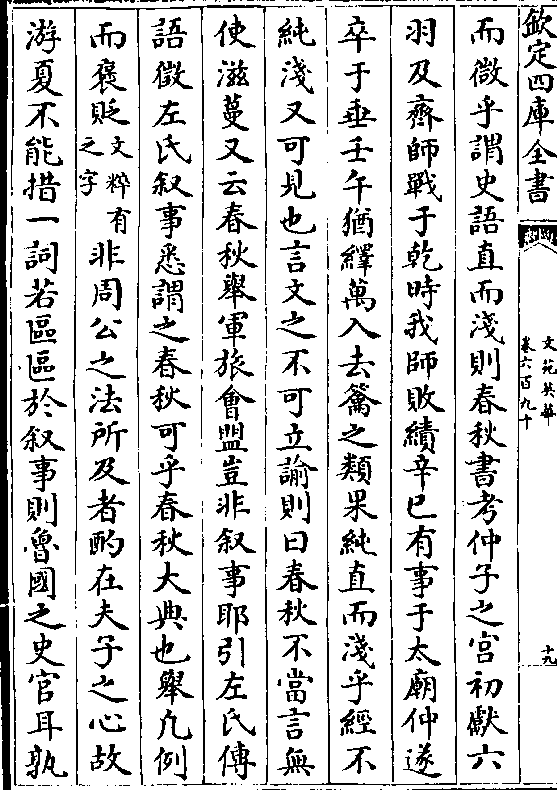 欽定四庫全書
文苑英華
卷六百九十
十九
而微乎謂史語直而淺則春秋書考仲子之宮初獻六
羽及齊師戰于乾時我師敗績辛巳有事于太廟仲遂
卒于垂壬午猶繹萬入去籥之類果純直而淺乎經不
純淺又可見也言文之不可立諭則曰春秋不當言無
使滋蔓又云春秋舉軍旅會盟豈非叙事耶引左氏傳
語徵左氏叙事悉謂之春秋可乎春秋大典也舉凡例
而褒貶文粹有之字非周公之法所及者酌在夫子之心故
游夏不能措一詞若區區於叙事則魯國之史官耳孰